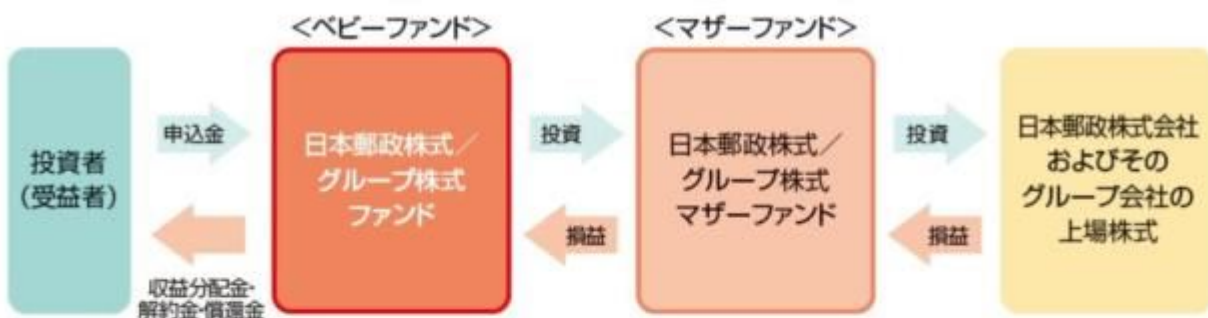 <ベビーファンド>
<マザーファンド>
投資者
(受益者)
申込金
収益分配金・
解約金・償還金
日本郵政株式/
グループ株式
ファンド
投資
損益
日本郵政株式/
グループ株式
マザーファンド
投資
損益
日本郵政株式会社
およびその
グループ会社の
上場株式